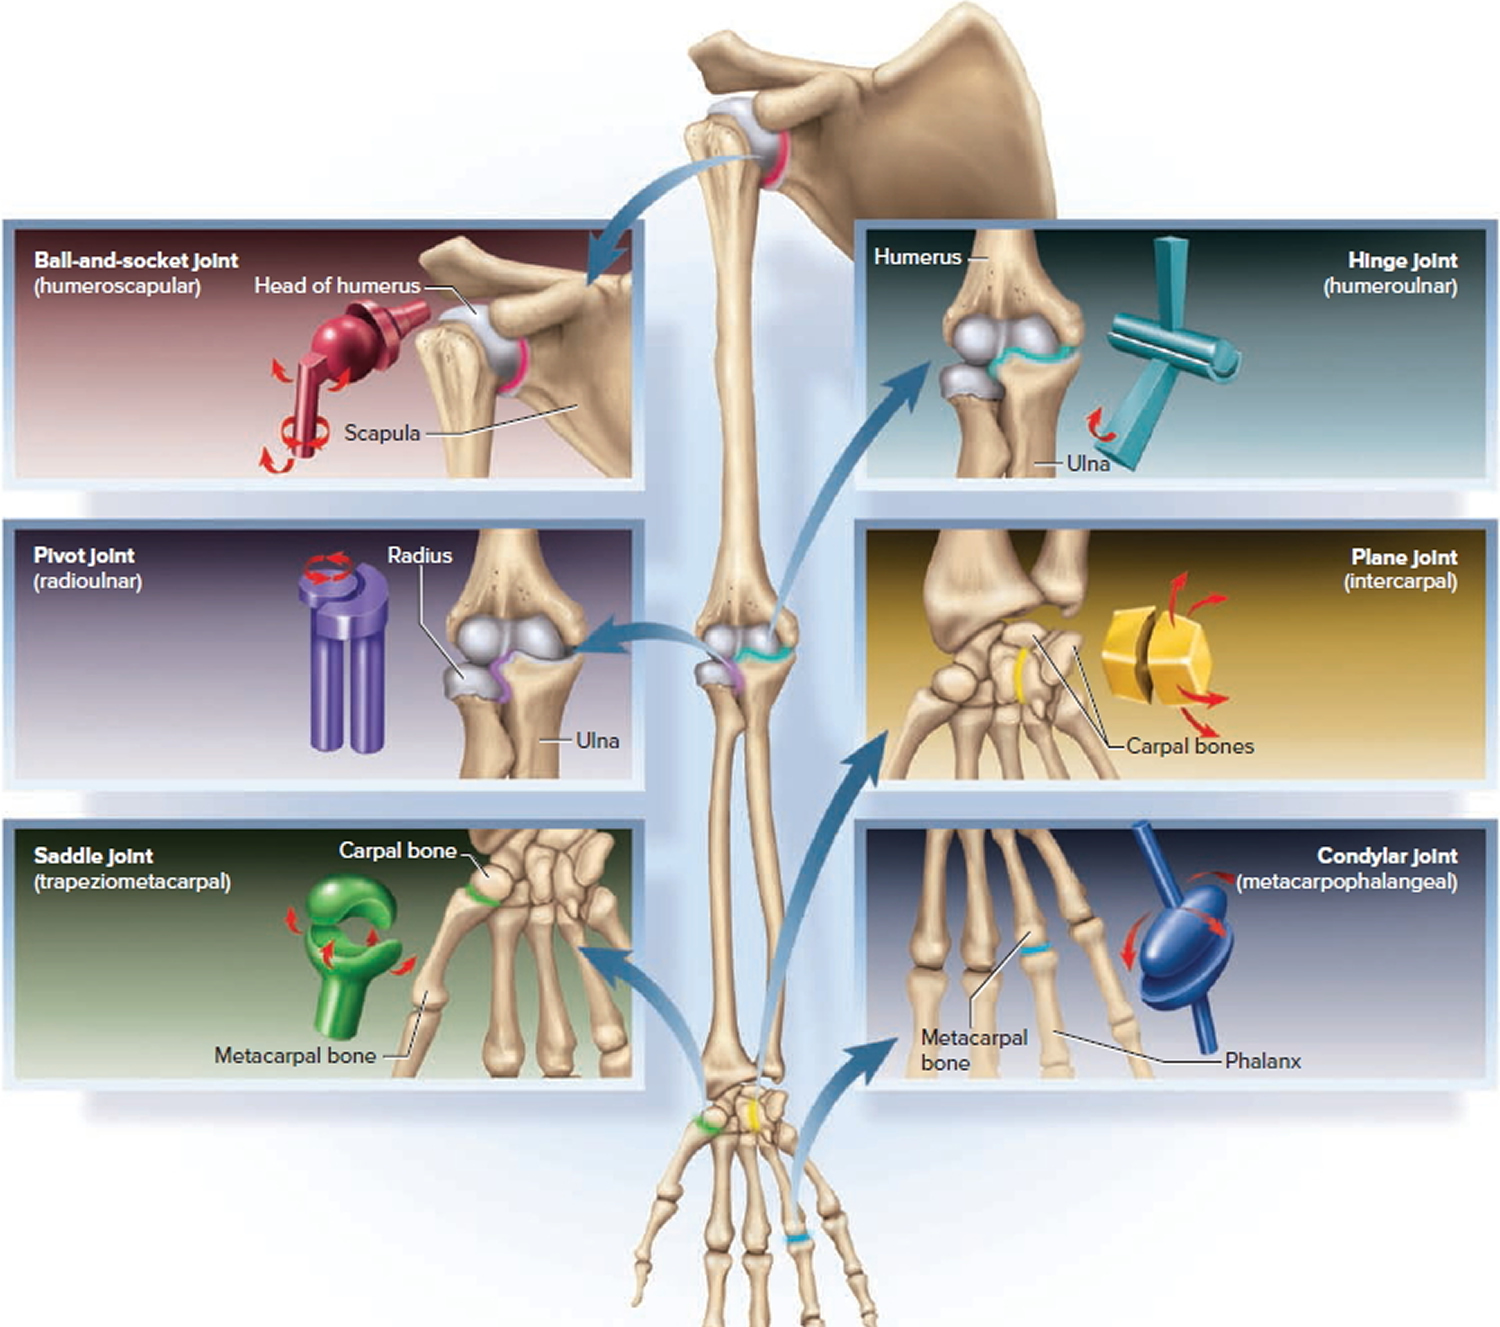 Ball-and-socket joint
(humeroscapular)
Head of humerus
Scapula
Humerus
Hinge joint
(humeroulnar)
Ulna
Pivot joint
(radioulnar)
Radius
Ulna
Plane joint
(intercarpal)
Carpal bones
Saddle joint
(trapeziometacarpal)
Carpal bone
Metacarpal bone
Condylar joint
(metacarpophalangeal)
Metacarpal
bone
Phalanx